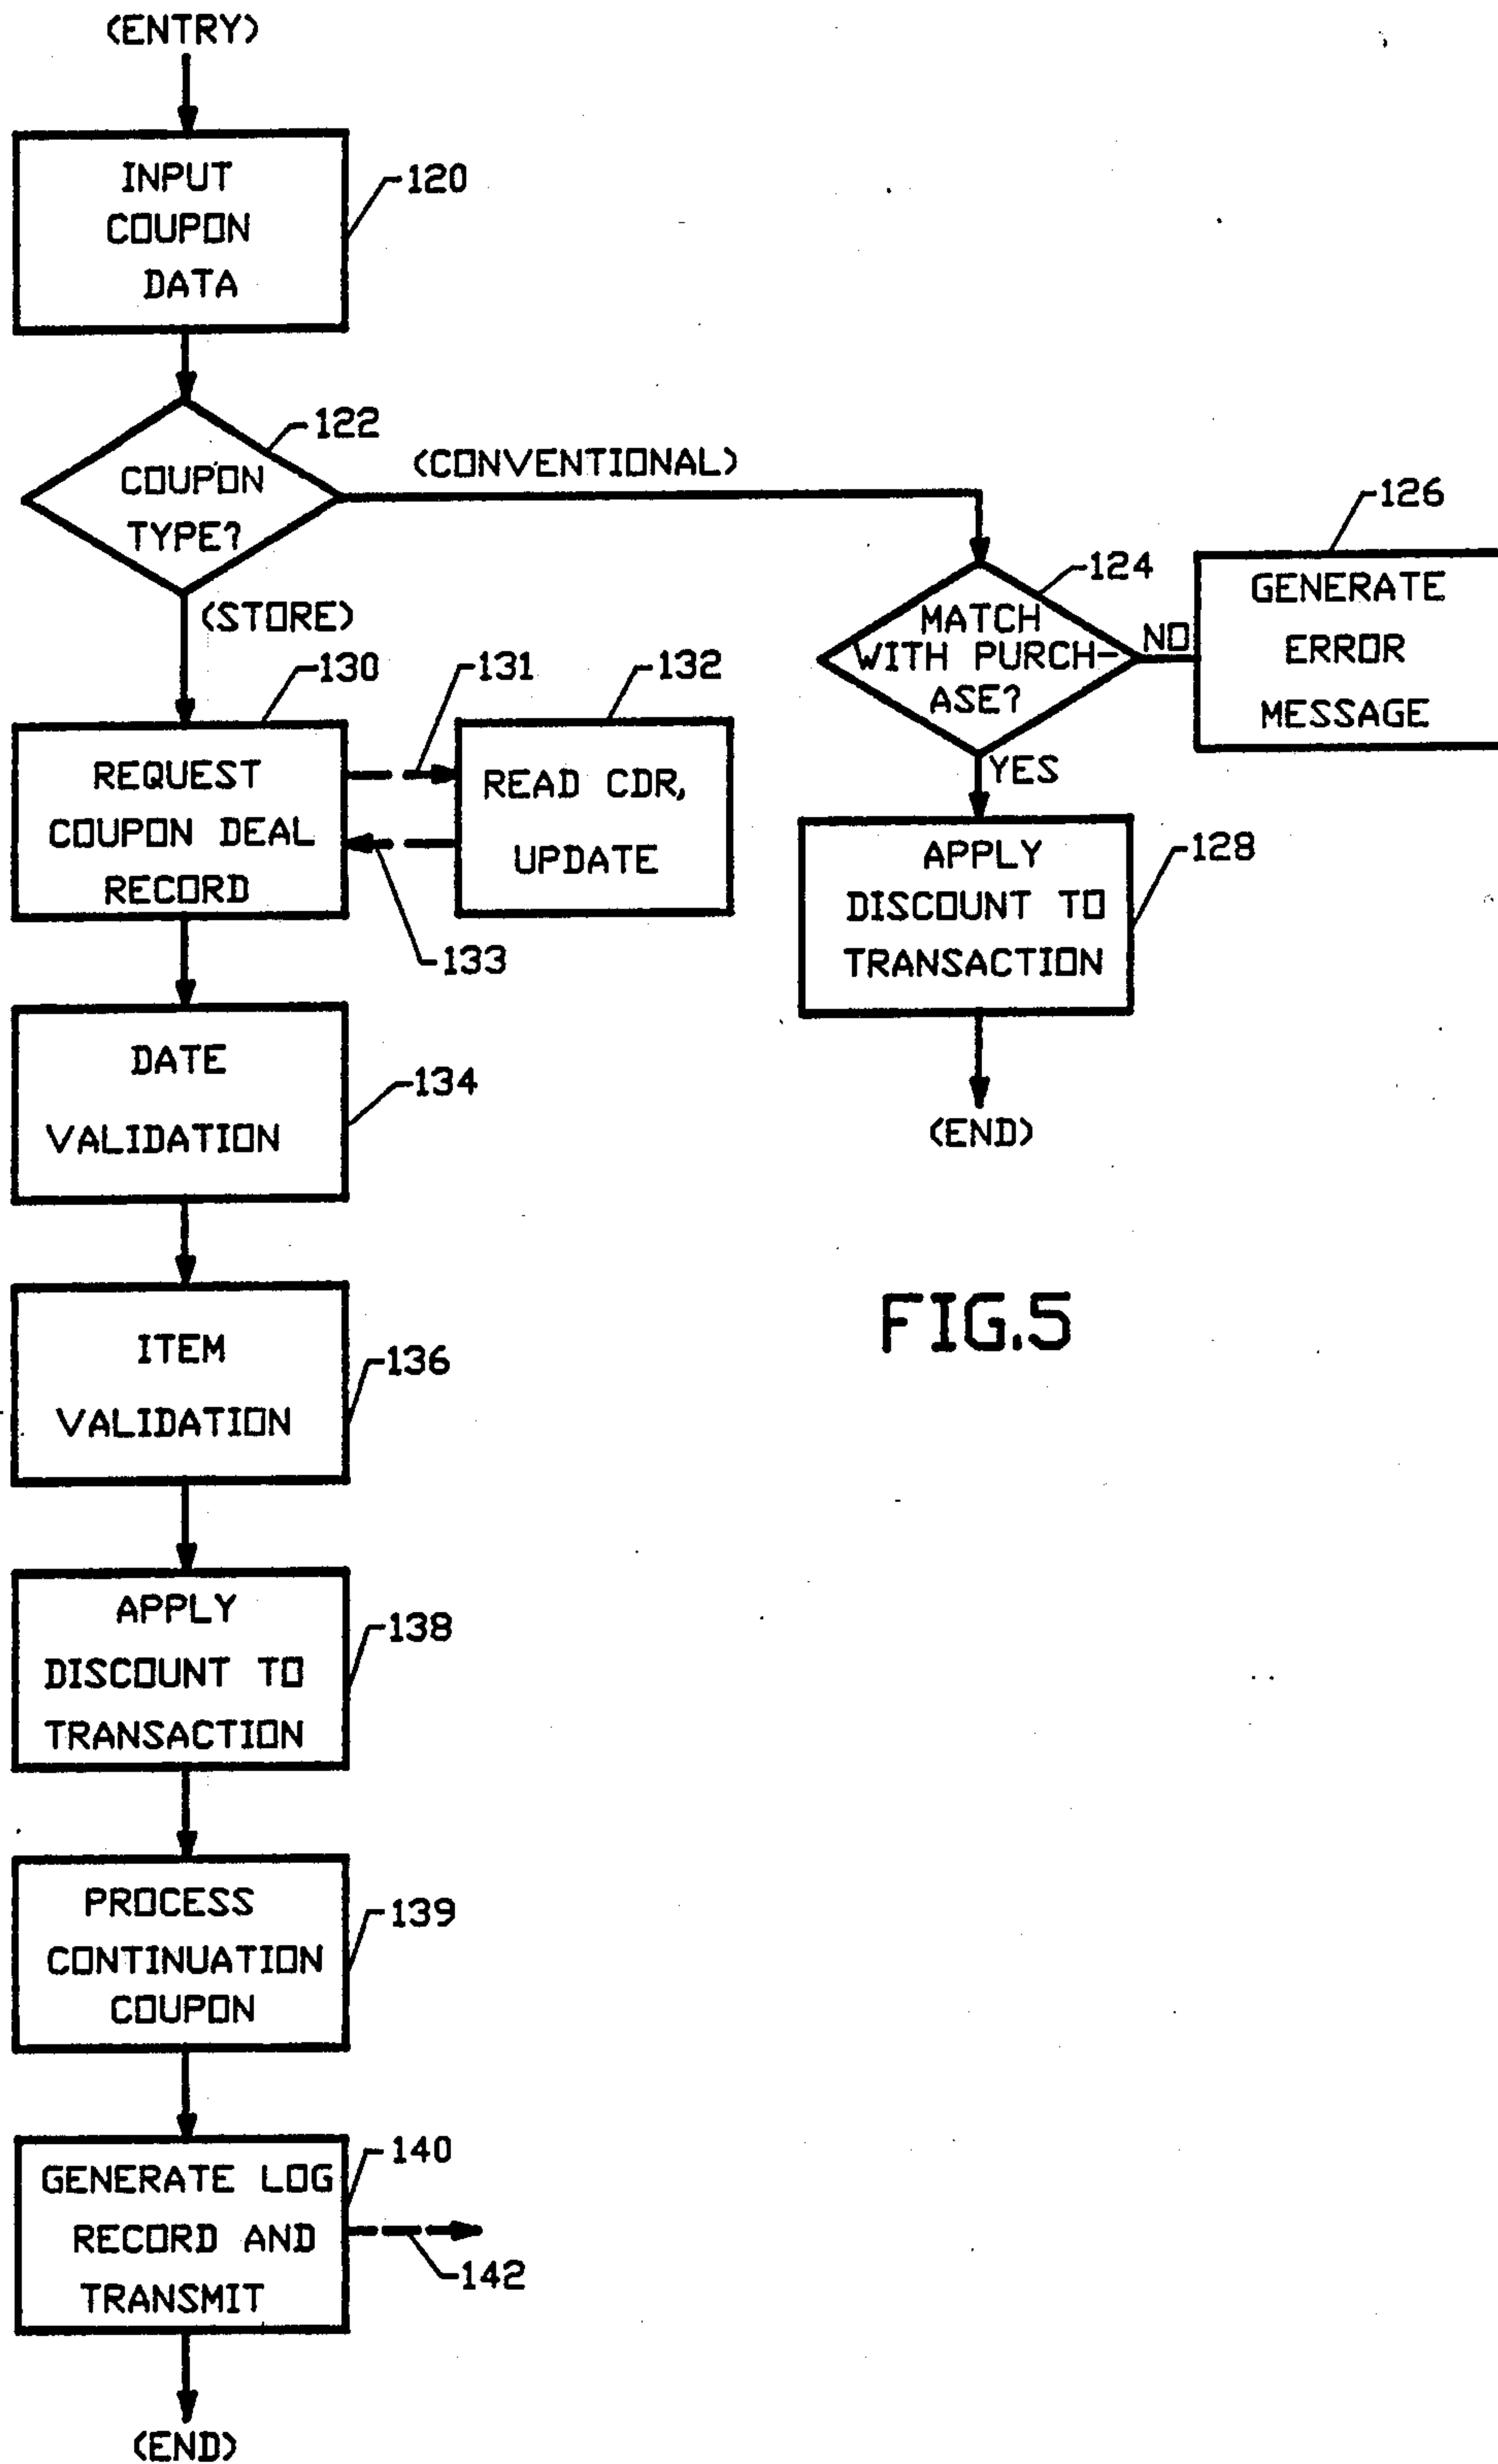 (ENTRY)
INPUT
COUPON
DATA
120
COUPON
TYPE?
122
(CONVENTIONAL)
(STORE)
MATCH
WITH PURCH-
ASE?
124
NO
GENERATE
ERROR
MESSAGE
126
YES
APPLY
DISCOUNT TO
TRANSACTION
128
(END)
REQUEST
COUPON DEAL
RECORD
130
131
READ CDR,
UPDATE
132
133
DATE
VALIDATION
134
ITEM
VALIDATION
136
APPLY
DISCOUNT TO
TRANSACTION
138
PROCESS
CONTINUATION
COUPON
139
GENERATE LOG
RECORD AND
TRANSMIT
140
142
(END)
FIG.5